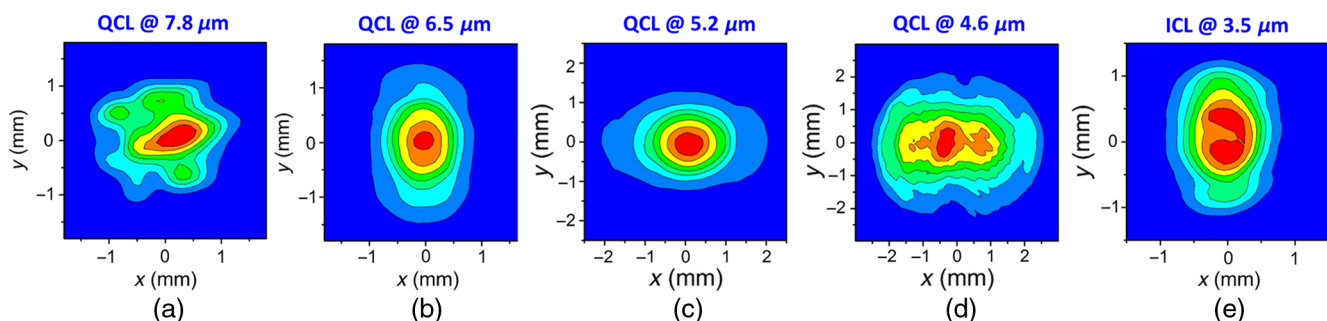 QCL @ 7.8 μm
QCL @ 6.5 μm
QCL @ 5.2 μm
QCL @ 4.6 μm
ICL @ 3.5 μm
y (mm)
1
0
−1
−1
0
1
x (mm)
(a)
y (mm)
1
0
−1
−1
0
1
x (mm)
(b)
y (mm)
2
1
0
−1
−2
−2
−1
0
1
2
x (mm)
(c)
y (mm)
2
1
0
−1
−2
−2
−1
0
1
2
x (mm)
(d)
y (mm)
1
0
−1
−1
0
1
x (mm)
(e)